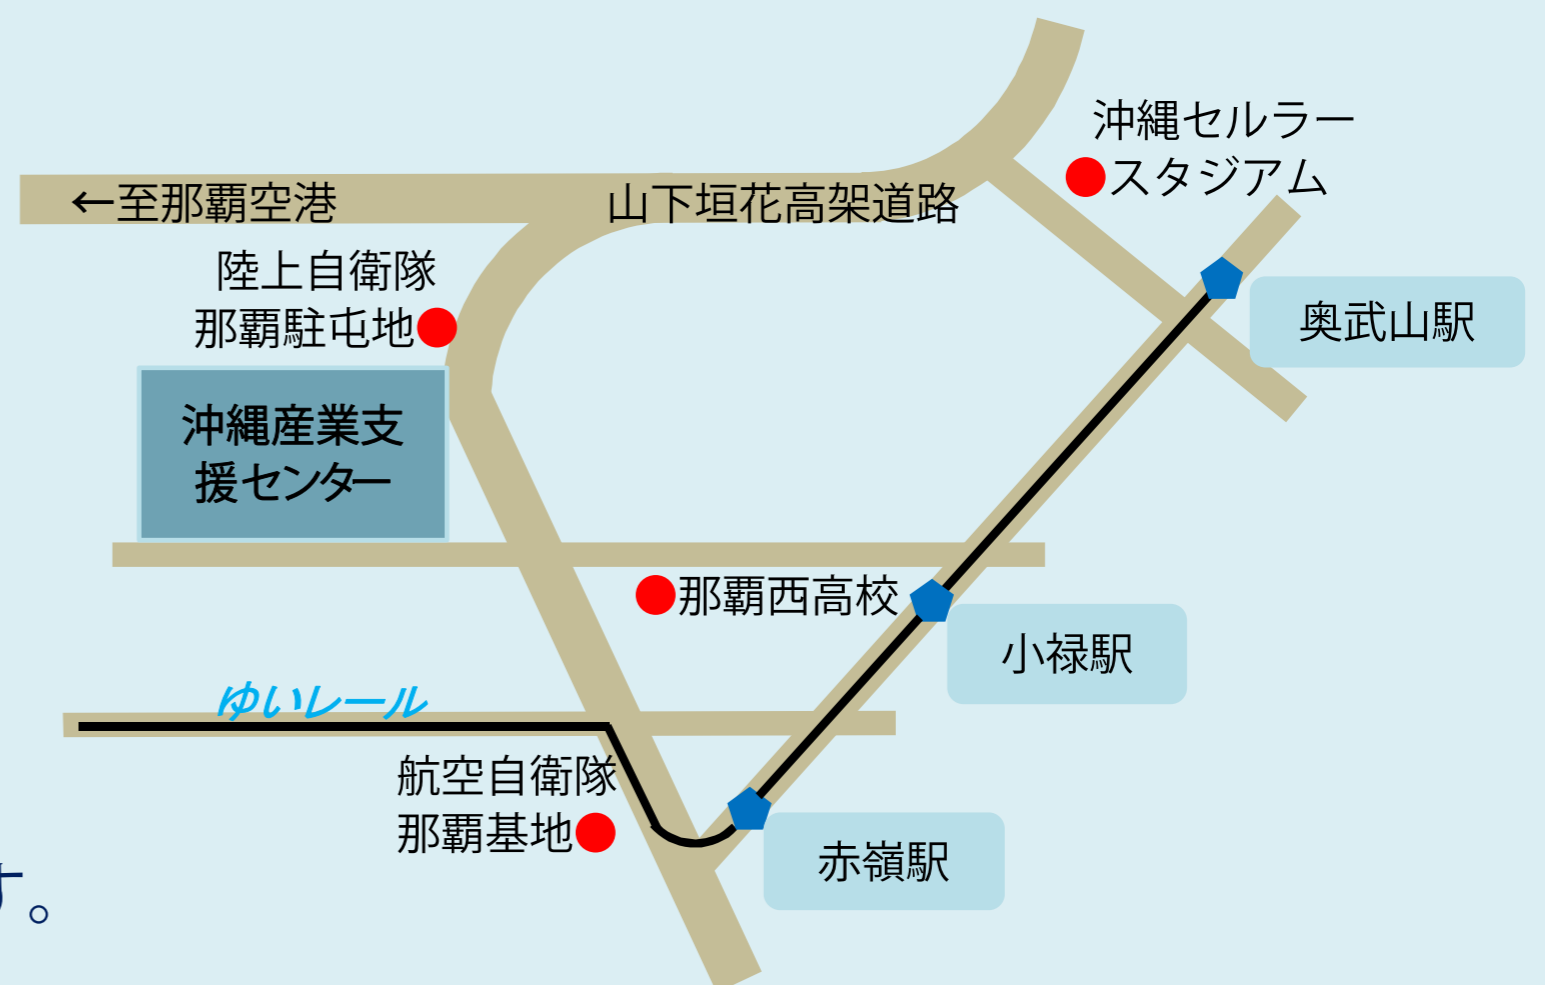 沖縄セルラー
スタジアム
←至那覇空港
山下垣花高架道路
陸上自衛隊
那覇駐屯地
奥武山駅
沖縄産業支
援センター
那覇西高校
小禄駅
ゆいレール
航空自衛隊
那覇基地
赤嶺駅
す。